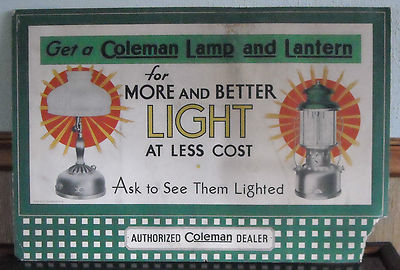 Get a Coleman Lamp and Lantern
for
MORE AND BETTER
LIGHT
AT LESS COST
Ask to See Them Lighted
AUTHORIZED Coleman DEALER